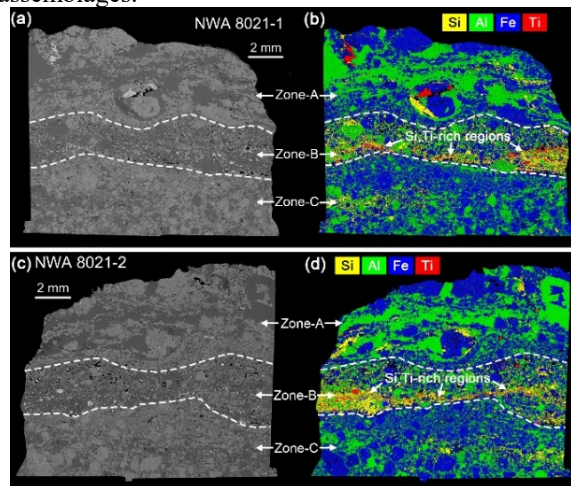 assemblages.
(a) NWA 8021-1
2 mm
(b) Si Al Fe Ti
Zone-A
Zone-B
Si,Ti-rich regions
Zone-C
(c) NWA 8021-2
2 mm
(d) Si Al Fe Ti
Zone-A
Zone-B
Si,Ti-rich regions
Zone-C